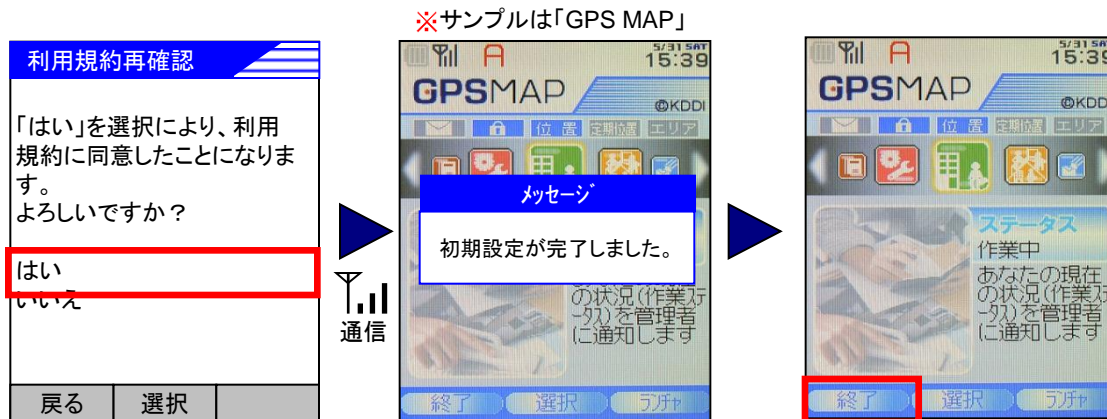 ※サンプルは「GPS MAP」
利用規約再確認
「はい」を選択により、利用
規約に同意したことになりま
す。
よろしいですか？
はい
いいえ
戻る 選択
通信
A 5/31 SAT
15:39
GPSMAP
©KDDI
位置 定期位置 エリア
メッセージ
初期設定が完了しました。
の状況(作業ステ
-タス)を管理者
に通知します
終了 選択 ランチャ
A 5/31 SAT
15:39
GPSMAP
©KDDI
位置 定期位置 エリア
ステータス
作業中
あなたの現在
の状況(作業ス
-タス)を管理者
に通知します
終了 選択 ランチャ